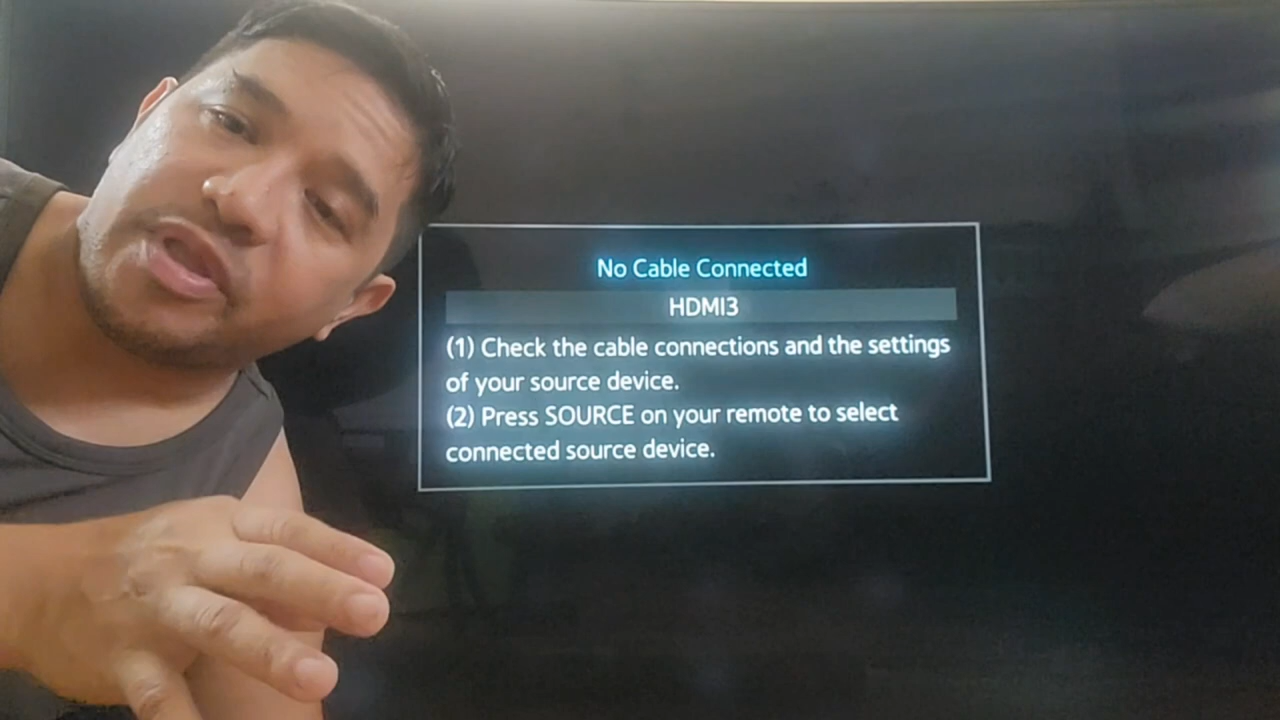 No Cable Connected
HDMI3
(1) Check the cable connections and the settings
of your source device.
(2) Press SOURCE on your remote to select
connected source device.